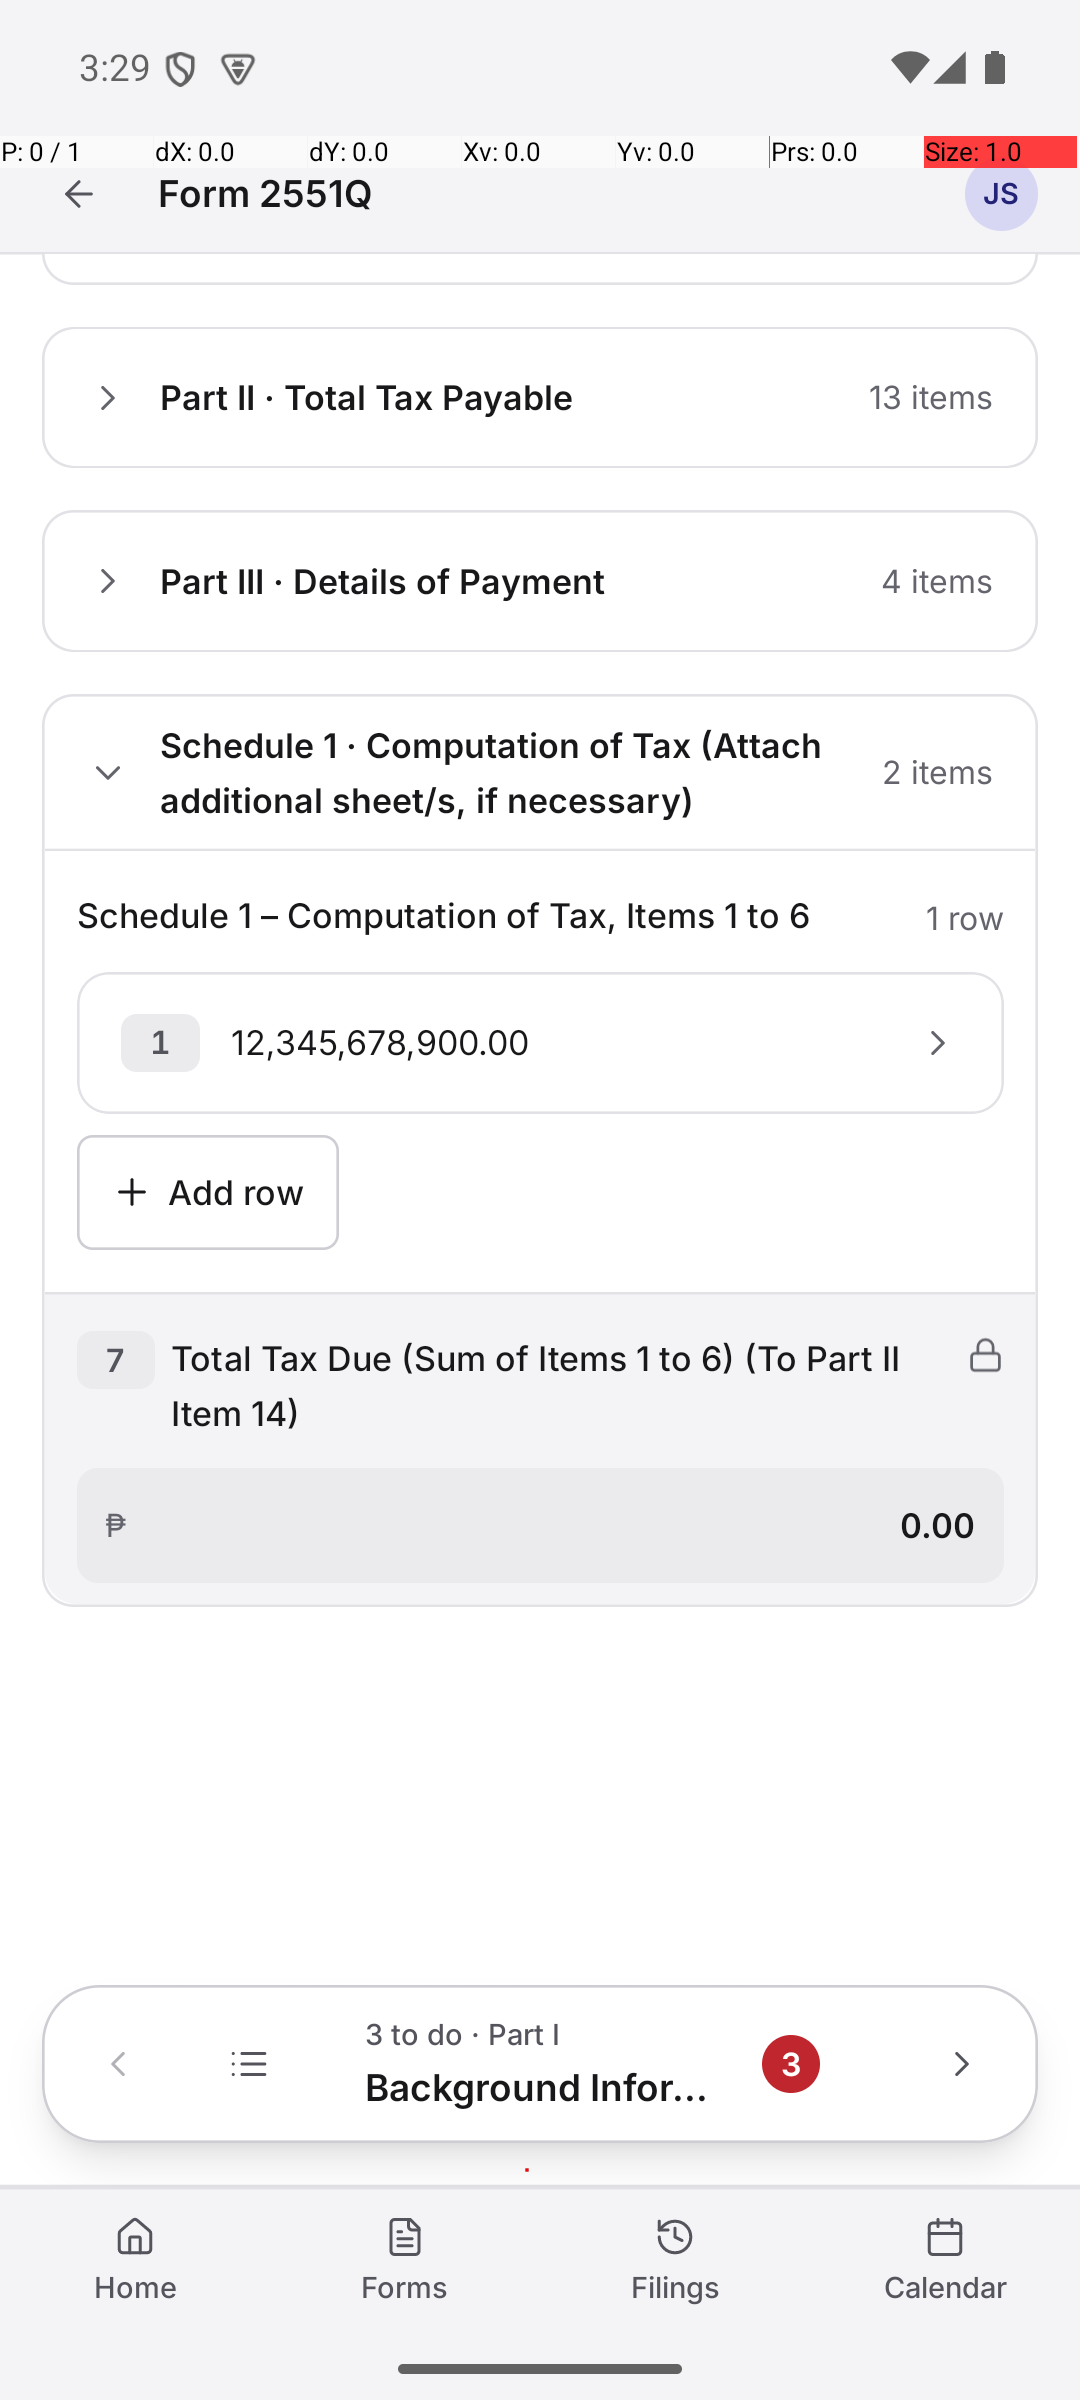 3:29
P: 0 / 1 dX: 0.0 dY: 0.0 Xv: 0.0 Yv: 0.0 Prs: 0.0 Size: 1.0
Form 2551Q
JS
Part II · Total Tax Payable
13 items
Part III · Details of Payment
4 items
Schedule 1 · Computation of Tax (Attach
additional sheet/s, if necessary)
2 items
Schedule 1 – Computation of Tax, Items 1 to 6
1 row
1 12,345,678,900.00
Add row
7 Total Tax Due (Sum of Items 1 to 6) (To Part II
Item 14)
₱ 0.00
3 to do · Part I
Background Infor...
3
Home Forms Filings Calendar